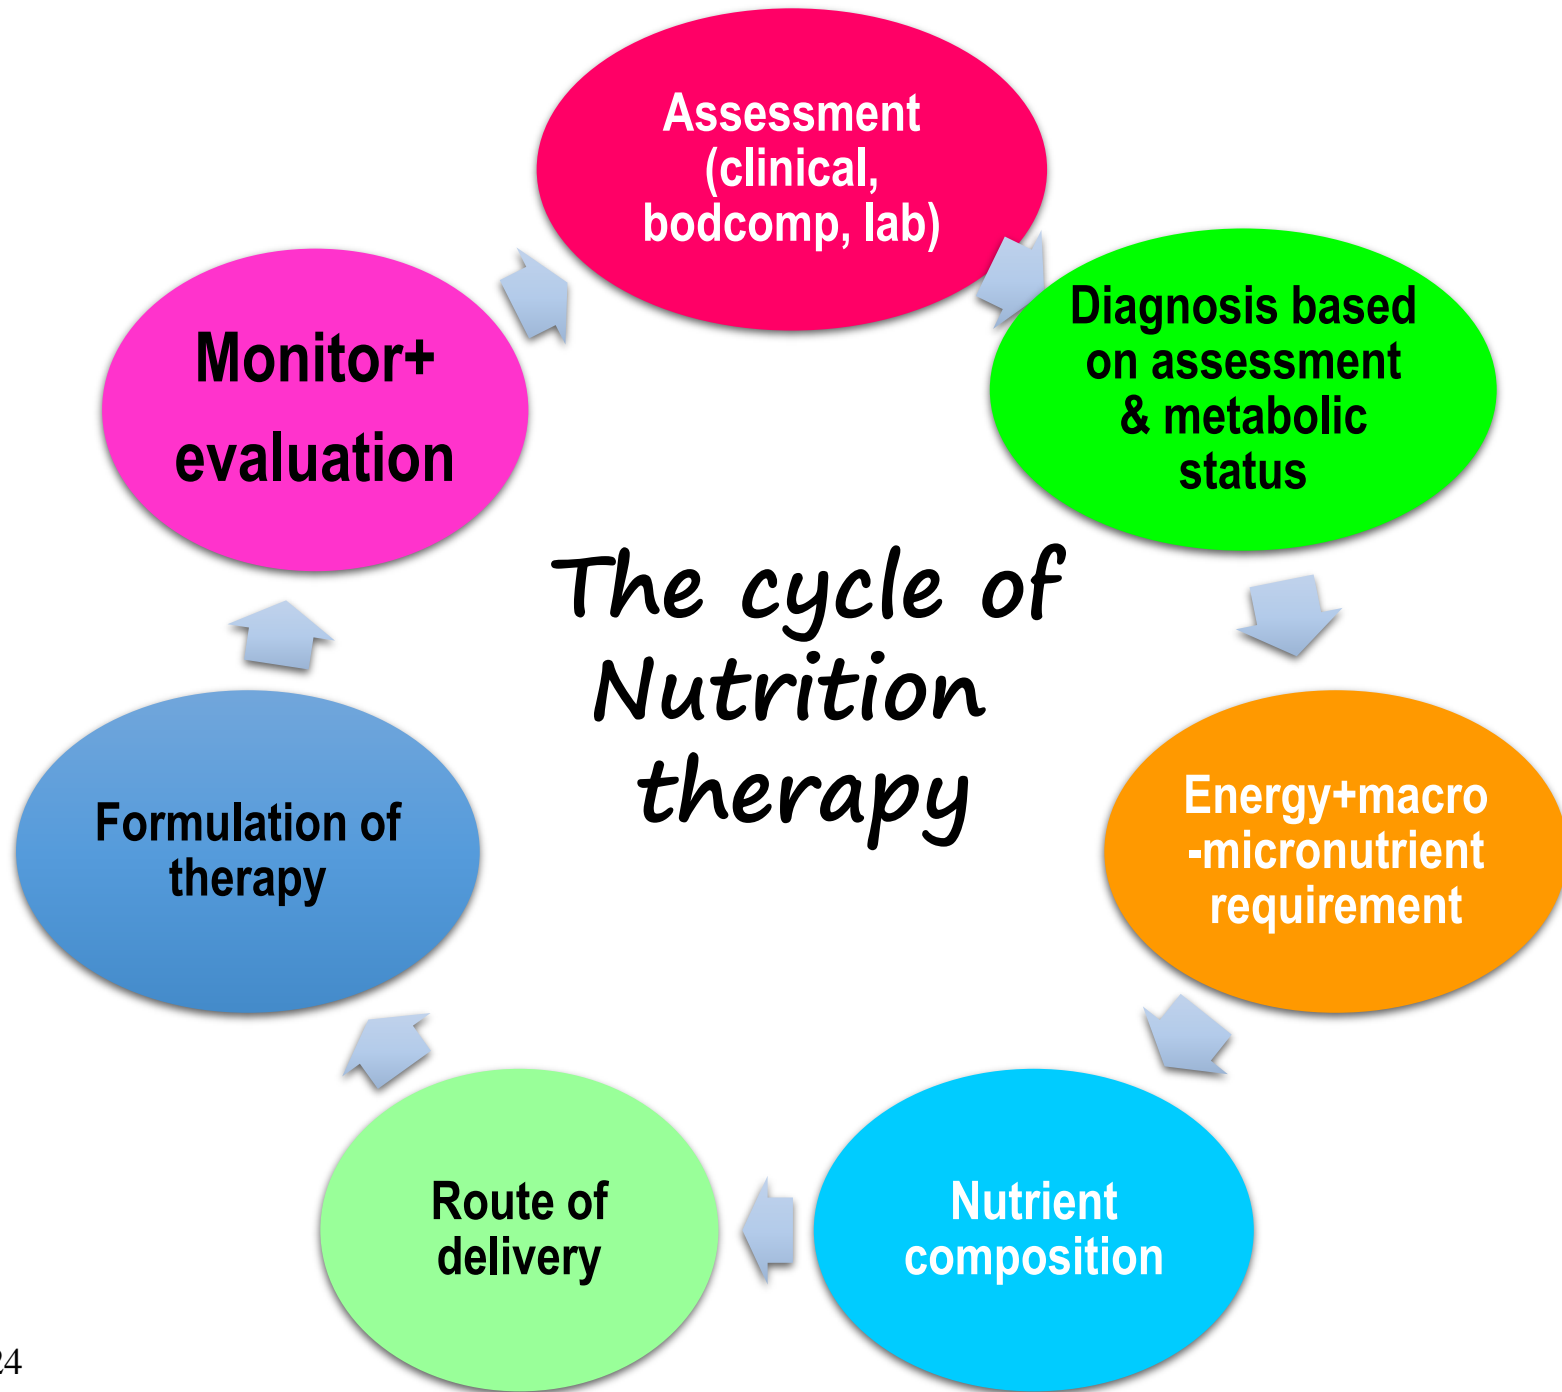 Assessment
(clinical,
bodcomp, lab)
Diagnosis based
on assessment
& metabolic
status
Energy+macro
-micronutrient
requirement
Nutrient
composition
Route of
delivery
Formulation of
therapy
Monitor+
evaluation
The cycle of
Nutrition
therapy
24